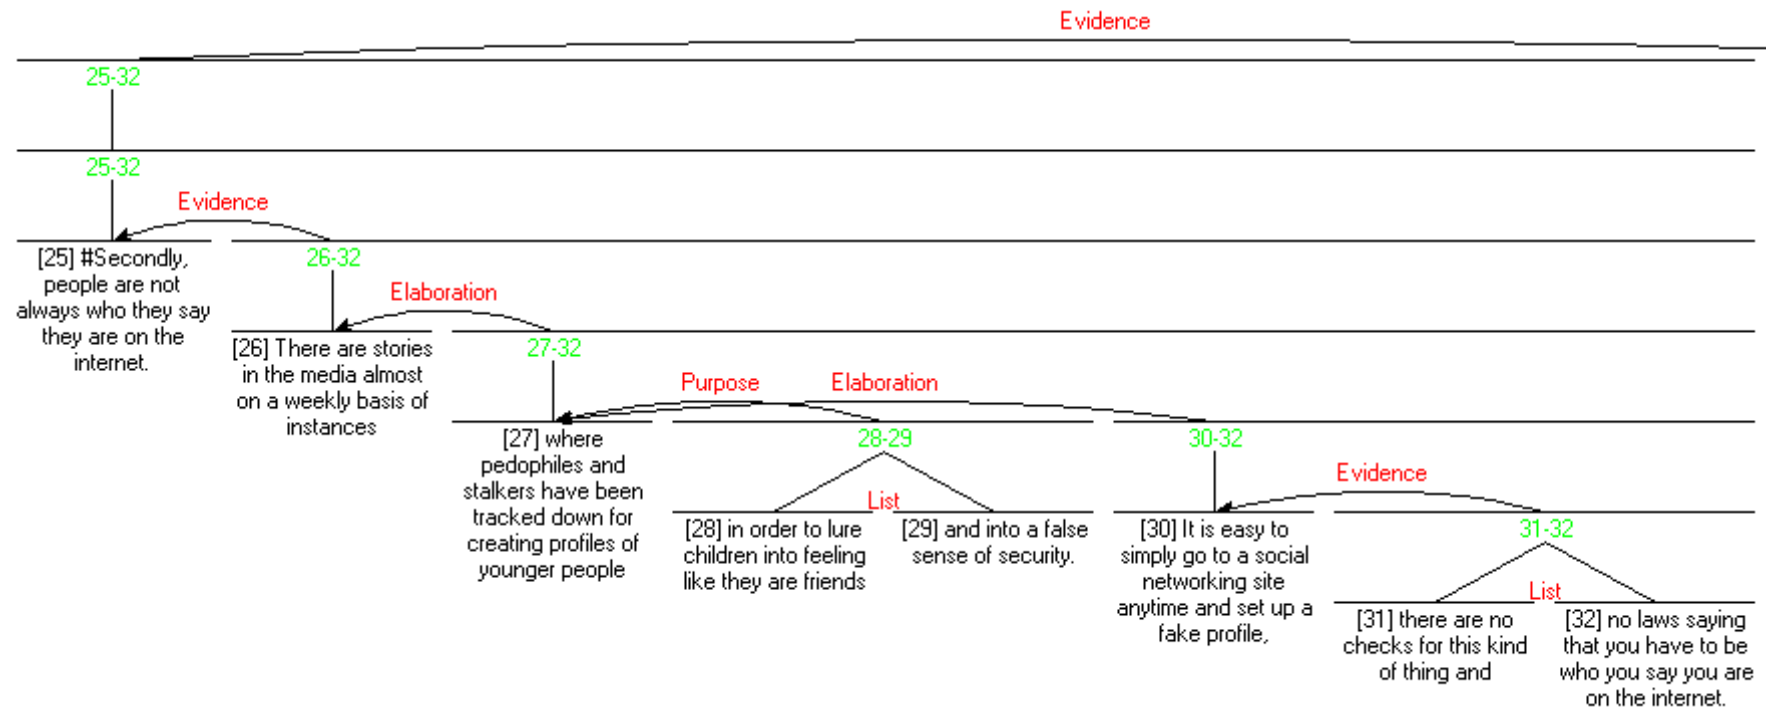 Evidence
25-32
25-32
Evidence
[25] #Secondly,
people are not
always who they say
they are on the
internet.
26-32
Elaboration
[26] There are stories
in the media almost
on a weekly basis of
instances
27-32
Purpose
Elaboration
[27] where
pedophiles and
stalkers have been
tracked down for
creating profiles of
younger people
28-29
List
[28] in order to lure
children into feeling
like they are friends
[29] and into a false
sense of security.
30-32
Evidence
[30] It is easy to
simply go to a social
networking site
anytime and set up a
fake profile,
31-32
List
[31] there are no
checks for this kind
of thing and
[32] no laws saying
that you have to be
who you say you are
on the internet.